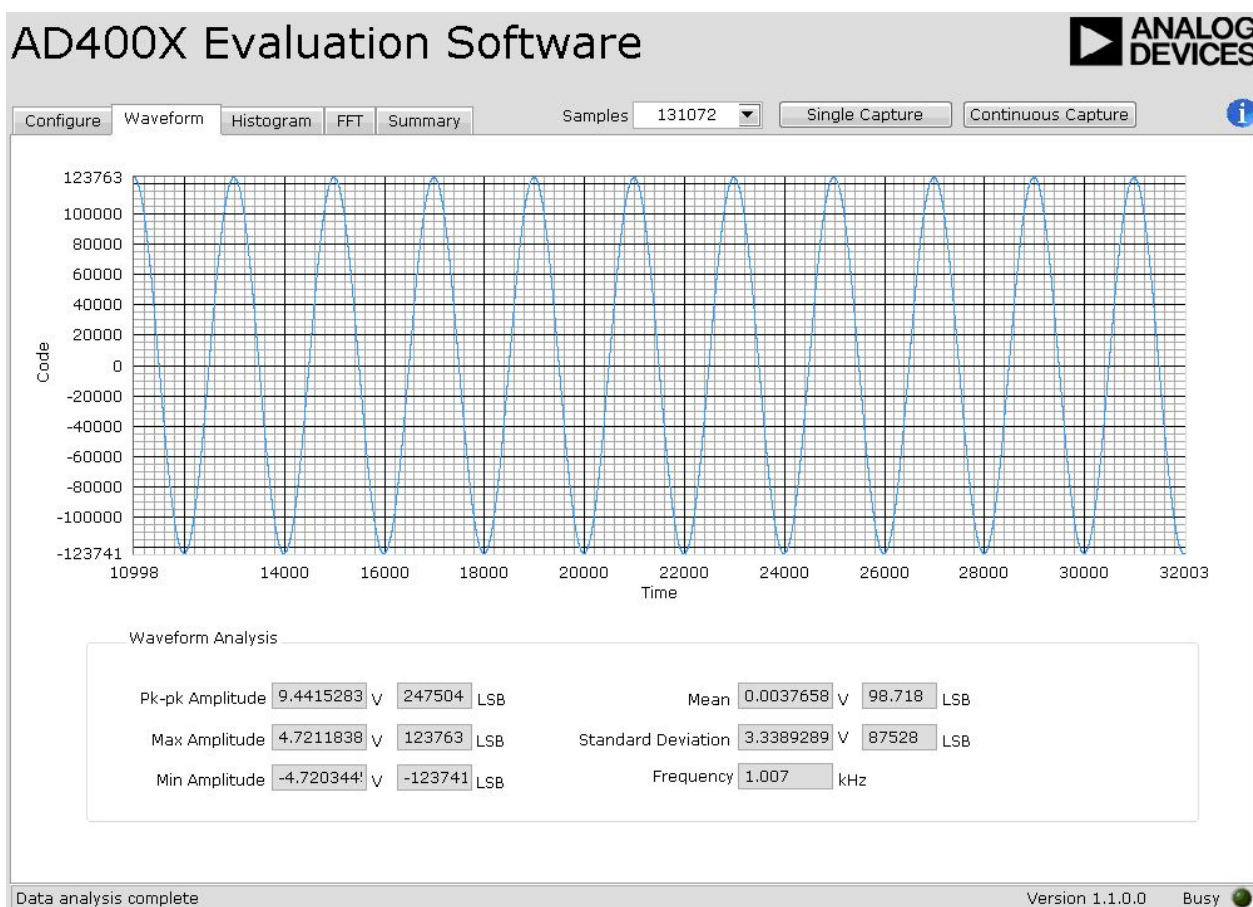 AD400X Evaluation Software
ANALOG
DEVICES
Configure Waveform Histogram FFT Summary Samples 131072 Single Capture Continuous Capture i
123763
100000
80000
60000
40000
20000
0
-20000
-40000
-60000
-80000
-100000
-123741
Code
10998 14000 16000 18000 20000 22000 24000 26000 28000 30000 32003
Time
Waveform Analysis
Pk-pk Amplitude 9.4415283 V 247504 LSB Mean 0.0037658 V 98.718 LSB
Max Amplitude 4.7211838 V 123763 LSB Standard Deviation 3.3389289 V 87528 LSB
Min Amplitude -4.720344 V -123741 LSB Frequency 1.007 kHz
Data analysis complete Version 1.1.0.0 Busy